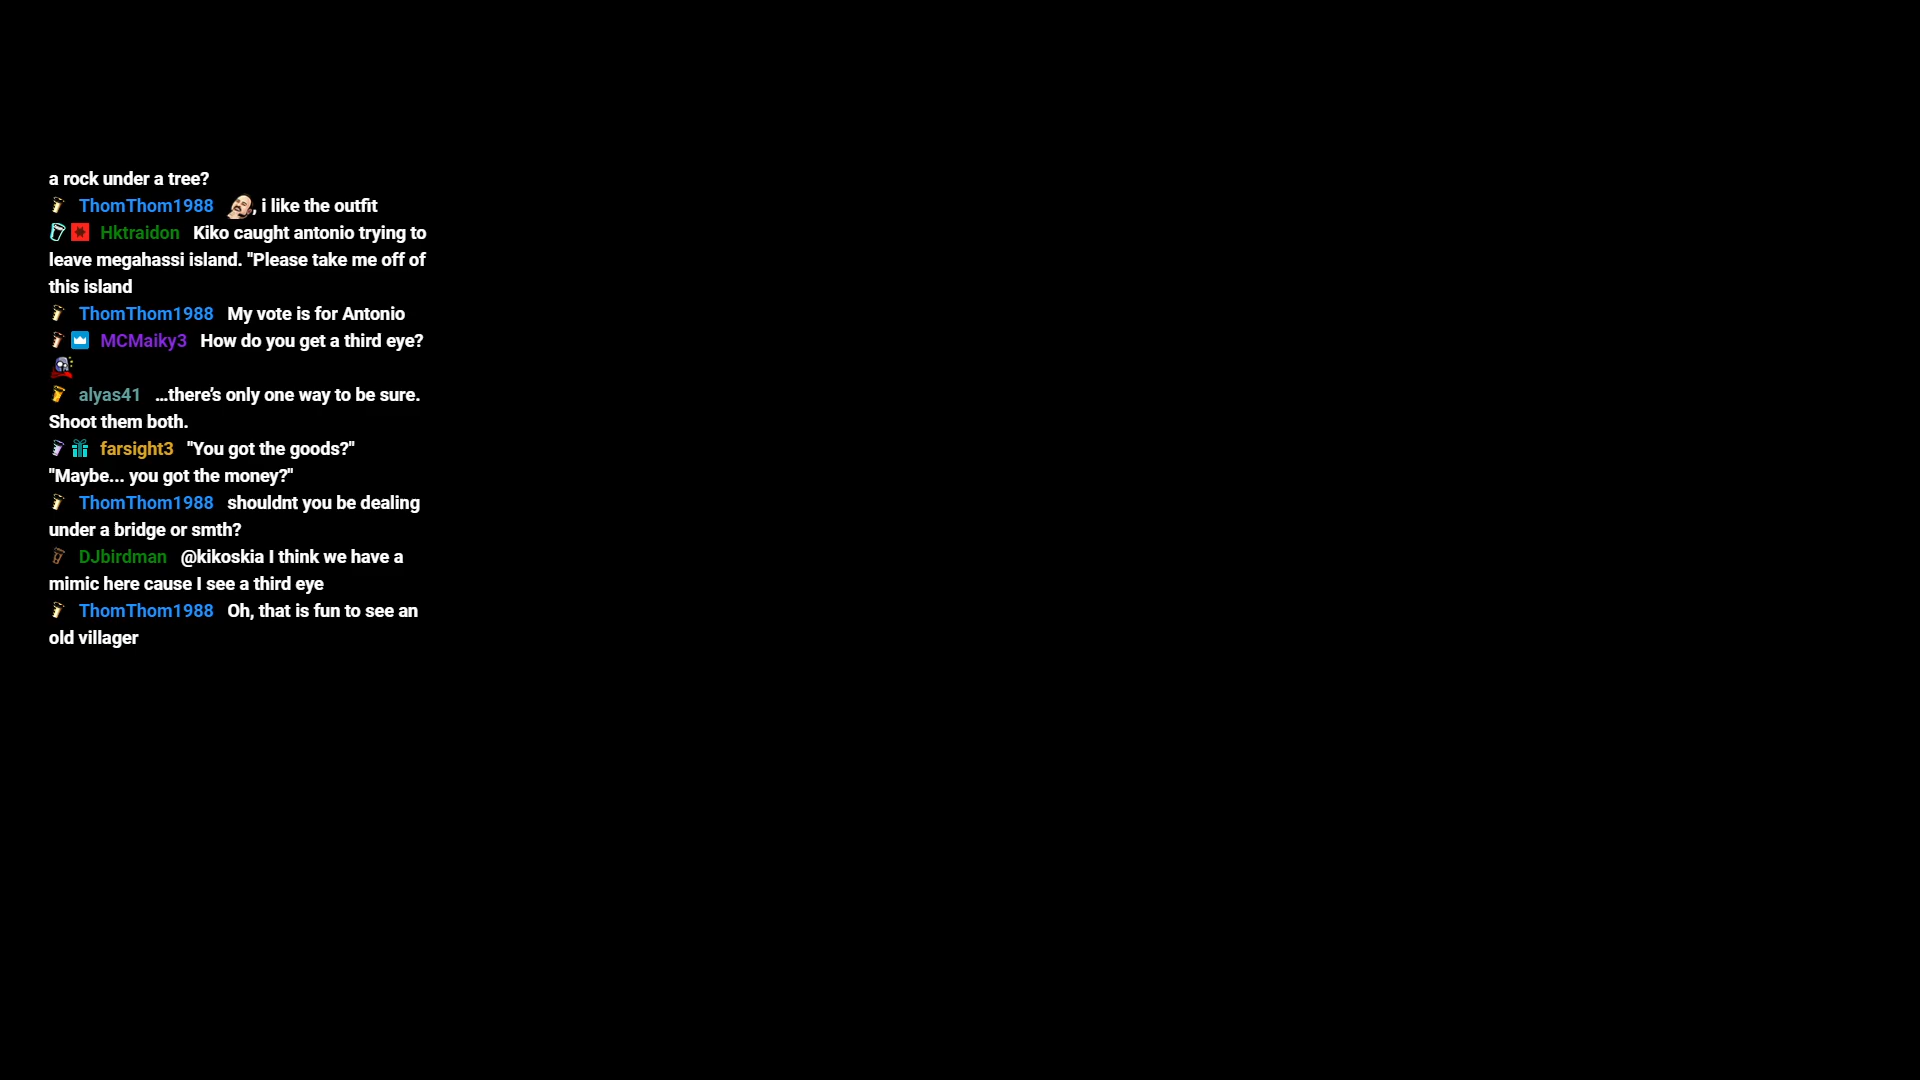 a rock under a tree?
ThomThom1988 , i like the outfit
Hktraidon Kiko caught antonio trying to
leave megahassi island. "Please take me off of
this island
ThomThom1988 My vote is for Antonio
MCMaiky3 How do you get a third eye?
alyas41 …there's only one way to be sure.
Shoot them both.
farsight3 "You got the goods?"
"Maybe... you got the money?"
ThomThom1988 shouldnt you be dealing
under a bridge or smth?
DJbirdman @kikoskia I think we have a
mimic here cause I see a third eye
ThomThom1988 Oh, that is fun to see an
old villager